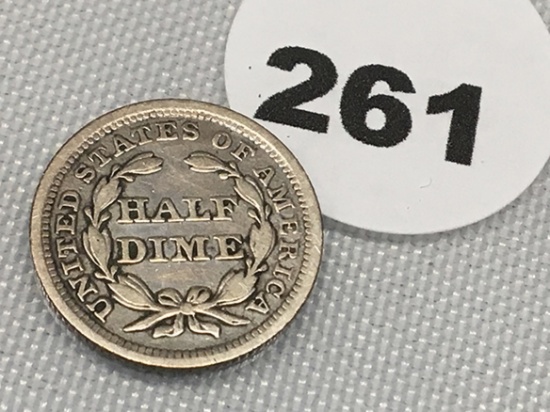 261
UNITED STATES OF AMERICA
HALF
DIME